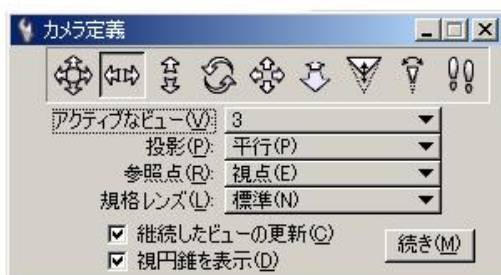 カメラ定義
アクティブなビュー(V): 3
投影(P): 平行(P)
参照点(R): 視点(E)
規格レンズ(L): 標準(N)
継続したビューの更新(C)
視円錐を表示(D)
続き(M)